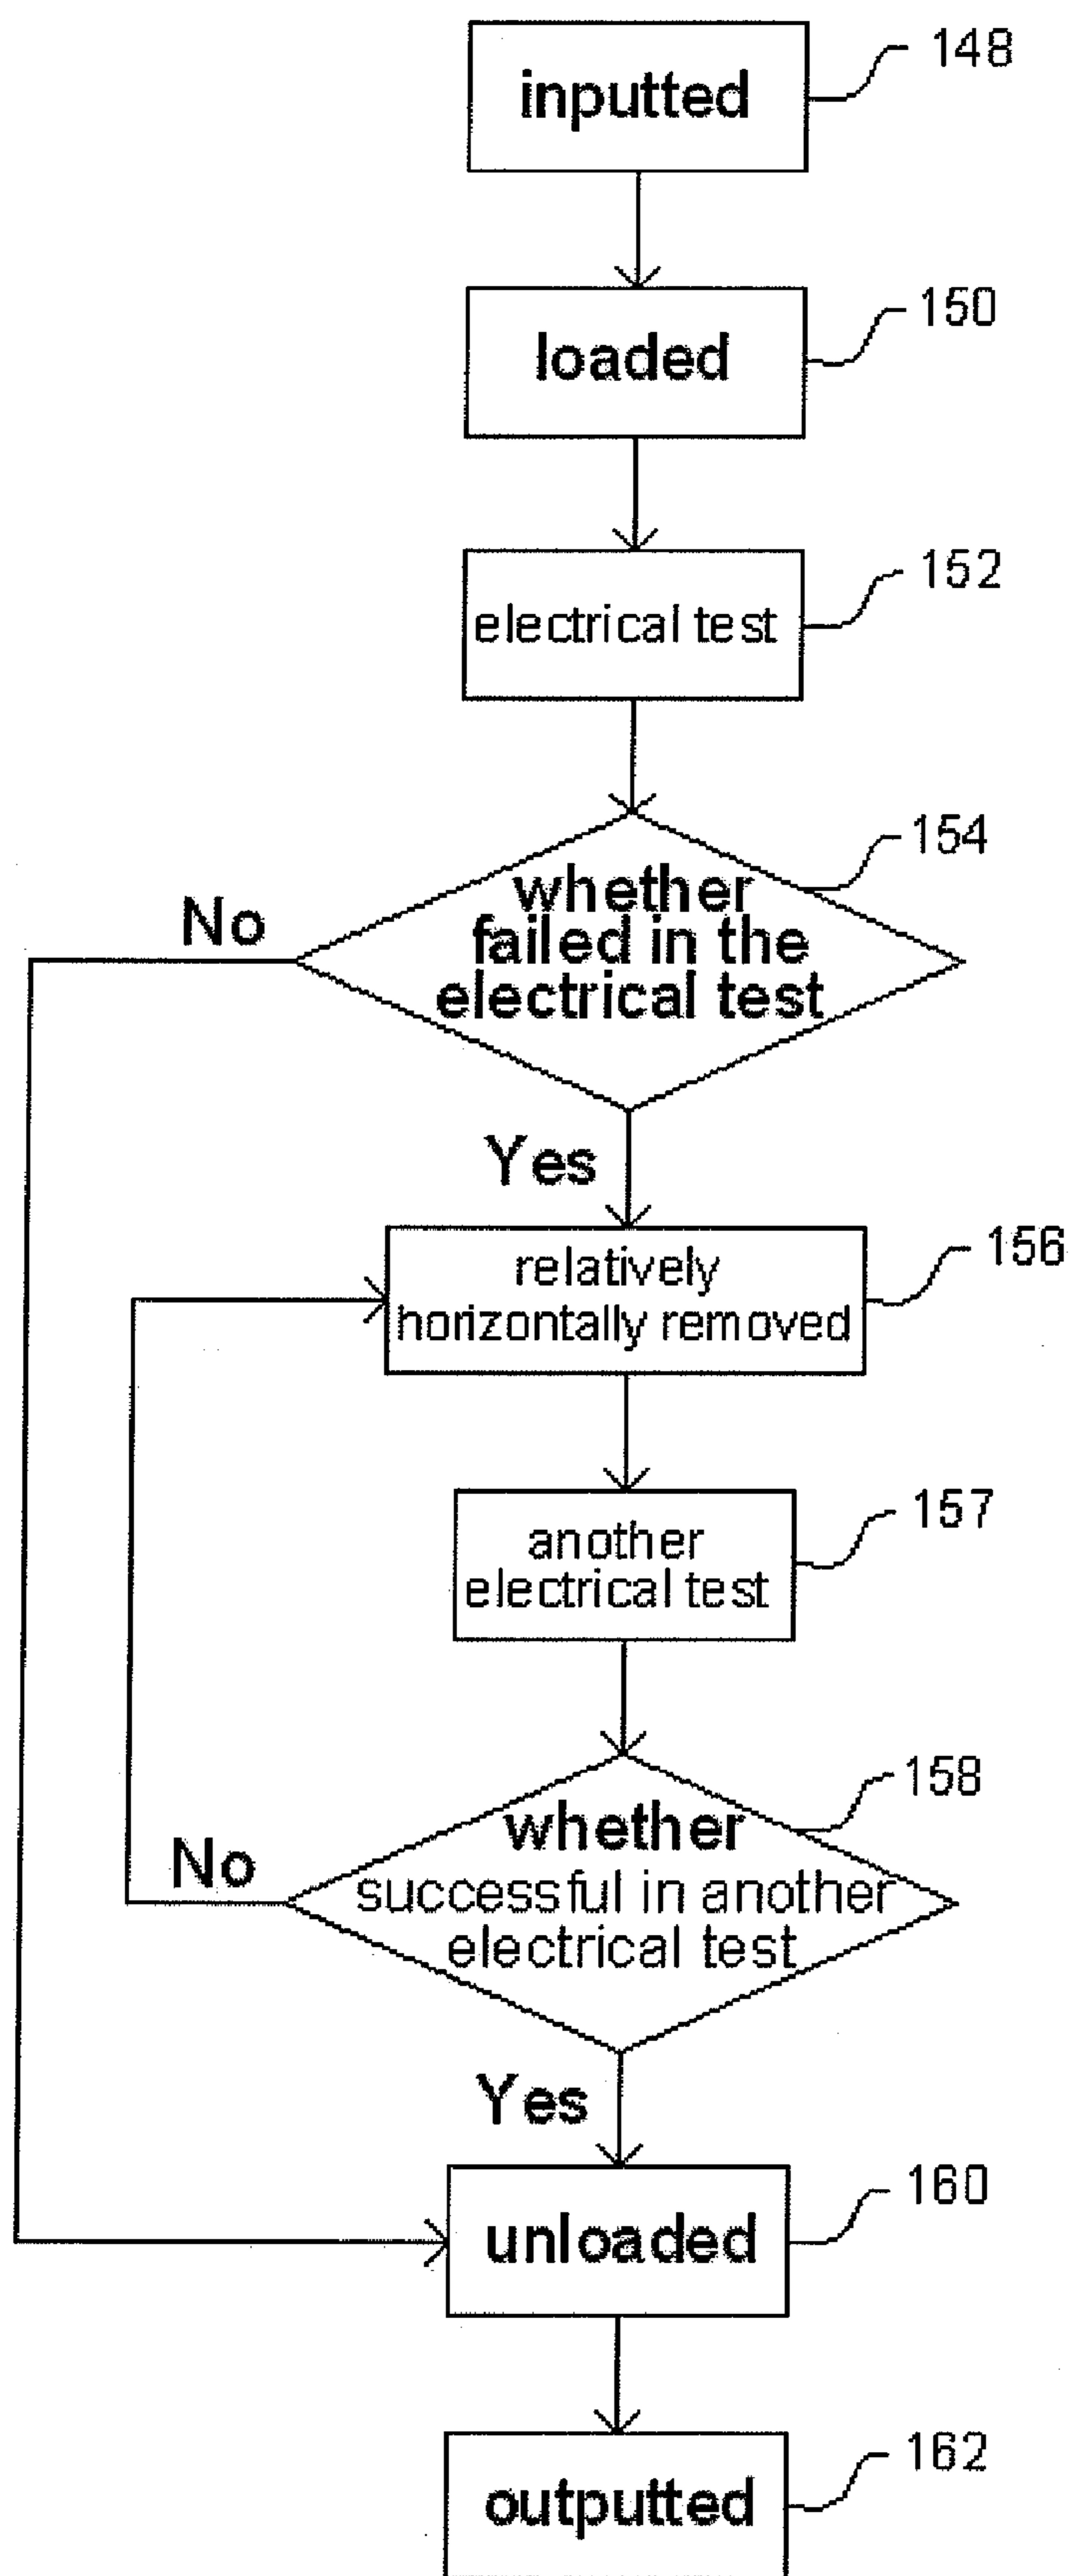 inputted
148
loaded
150
electrical test
152
whether
failed in the
electrical test
154
No
Yes
relatively
horizontally removed
156
another
electrical test
157
whether
successful in another
electrical test
158
No
Yes
unloaded
160
outputted
162